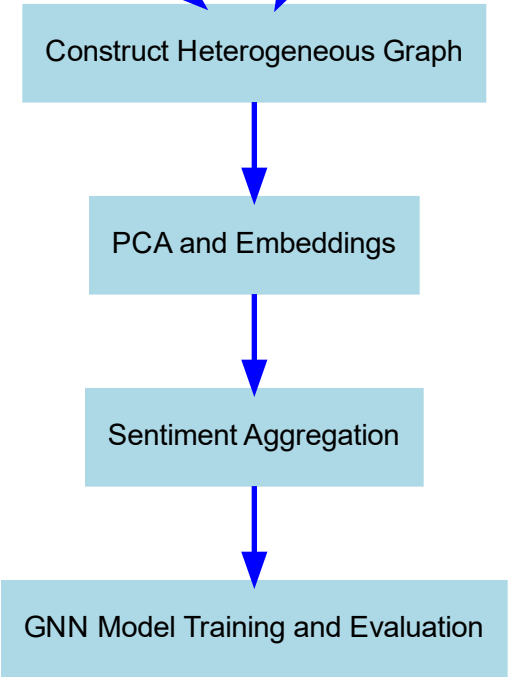 Construct Heterogeneous Graph
PCA and Embeddings
Sentiment Aggregation
GNN Model Training and Evaluation